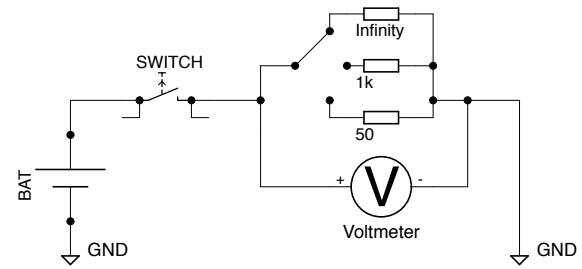 Infinity
SWITCH
1k
50
BAT
+
V
-
Voltmeter
GND
GND